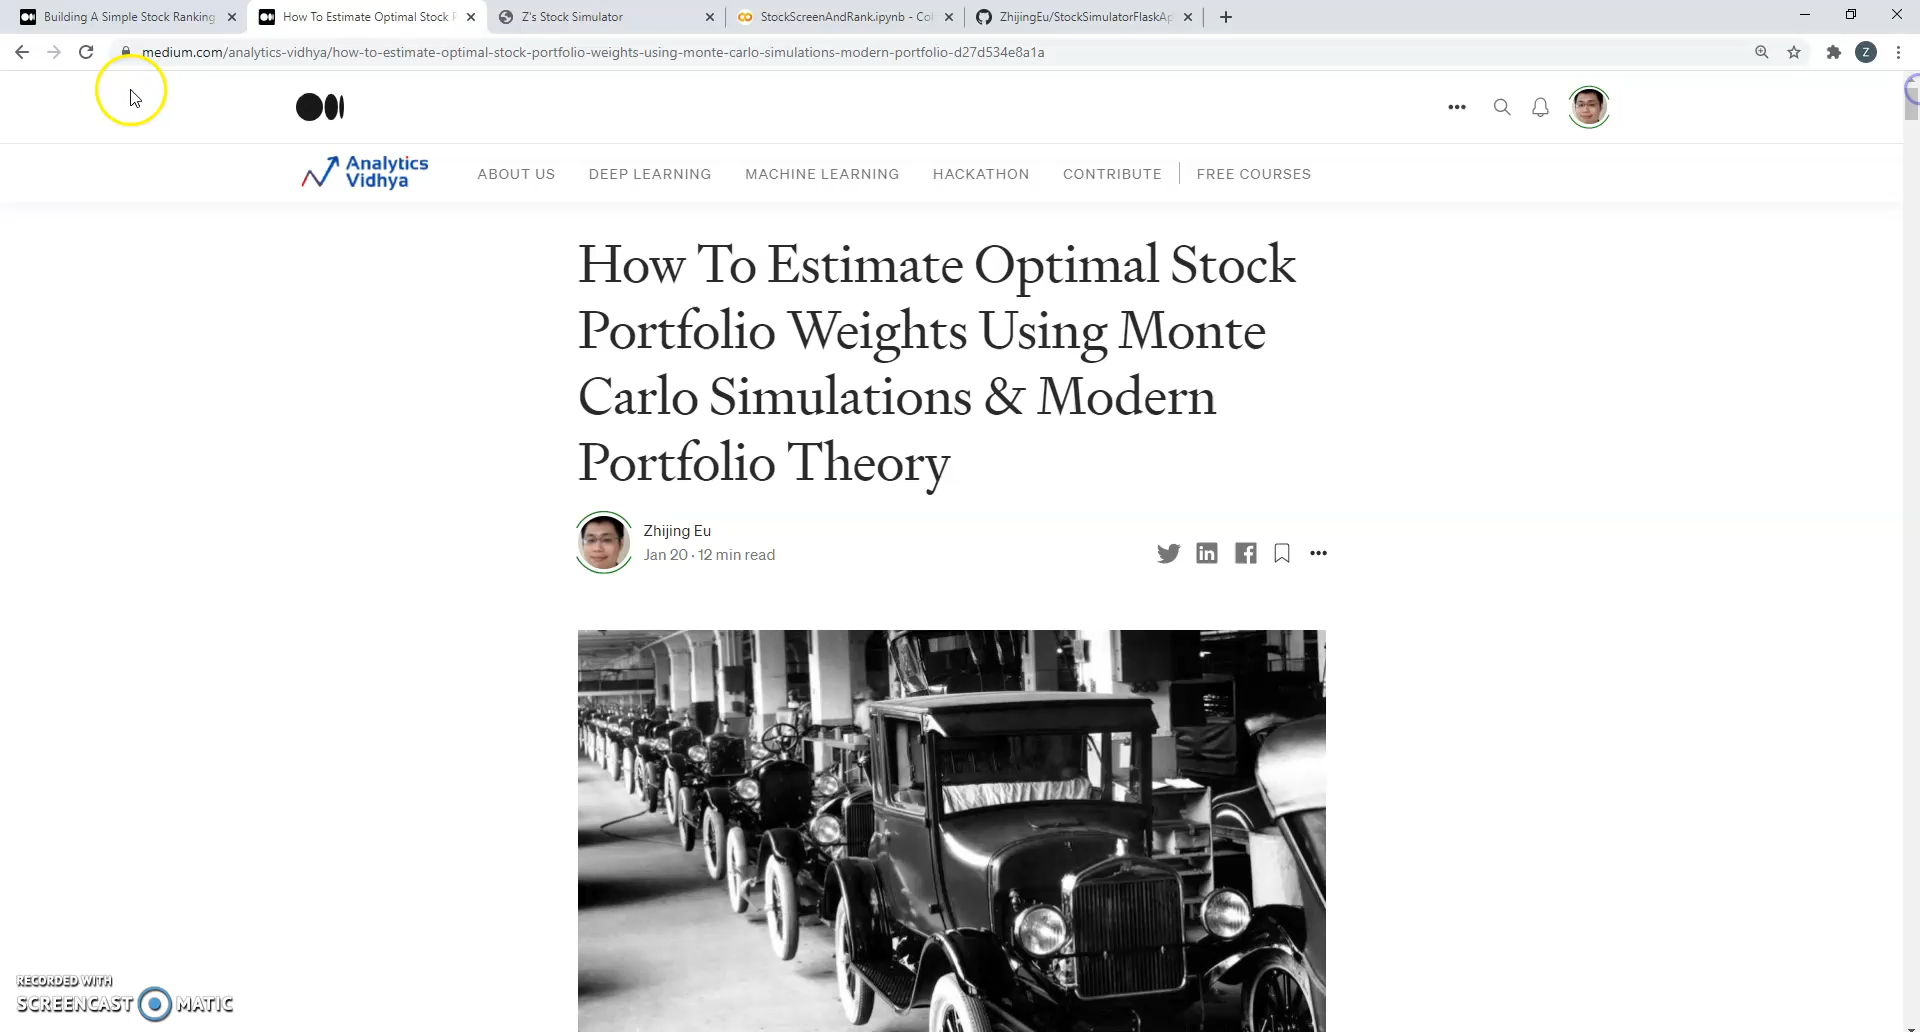 Building A Simple Stock Ranking
How To Estimate Optimal Stock P
Z's Stock Simulator
StockScreenAndRank.ipynb - Col
ZhijingEu/StockSimulatorFlaskAp
medium.com/analytics-vidhya/how-to-estimate-optimal-stock-portfolio-weights-using-monte-carlo-simulations-modern-portfolio-d27d534e8a1a
Z
Analytics
Vidhya
ABOUT US
DEEP LEARNING
MACHINE LEARNING
HACKATHON
CONTRIBUTE
FREE COURSES
How To Estimate Optimal Stock
Portfolio Weights Using Monte
Carlo Simulations & Modern
Portfolio Theory
Zhijing Eu
Jan 20 · 12 min read
RECORDED WITH
SCREENCAST MATIC